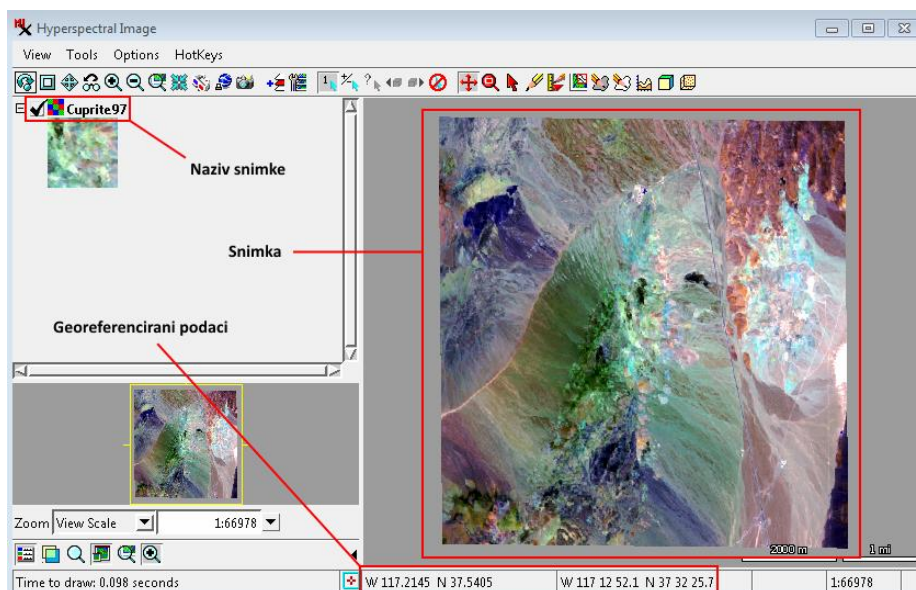 Hyperspectral Image
View Tools Options HotKeys
Cuprite97
Naziv snimke
Snimka
Georeferencirani podaci
Zoom View Scale 1:66978
2000 m 1 mi
Time to draw: 0.098 seconds W 117.2145 N 37.5405 W 117 12 52.1 N 37 32 25.7 1:66978